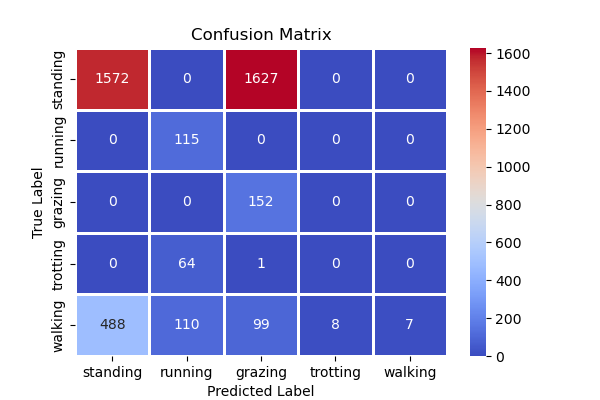 Confusion Matrix
True Label
standing 1572 0 1627 0 0
running 0 115 0 0 0
grazing 0 0 152 0 0
trotting 0 64 1 0 0
walking 488 110 99 8 7
standing running grazing trotting walking
Predicted Label
1600
1400
1200
1000
800
600
400
200
0